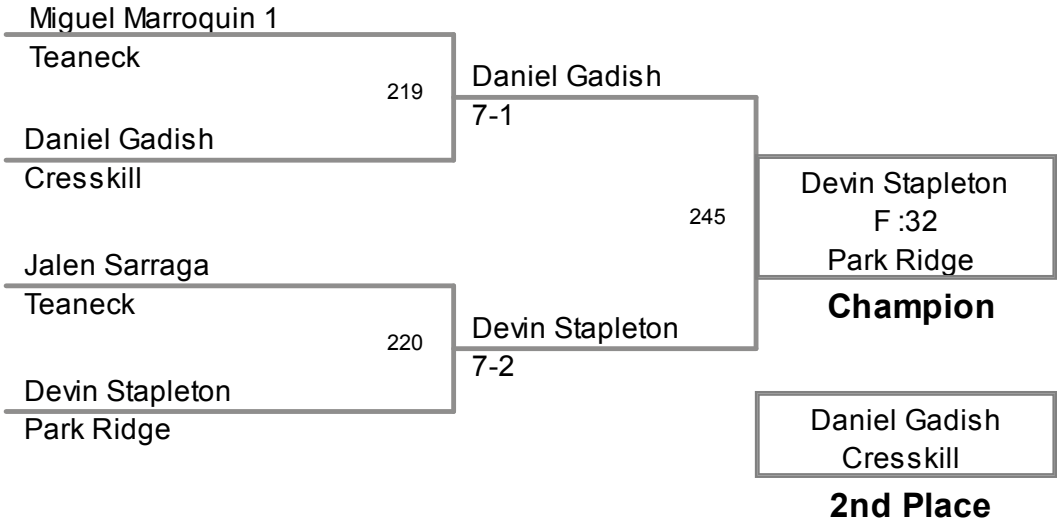 Miguel Marroquin 1
Teaneck
219
Daniel Gadish
7-1
Daniel Gadish
Cresskill
245
Devin Stapleton
F :32
Park Ridge
Champion
Jalen Sarraga
Teaneck
220
Devin Stapleton
7-2
Devin Stapleton
Park Ridge
Daniel Gadish
Cresskill
2nd Place